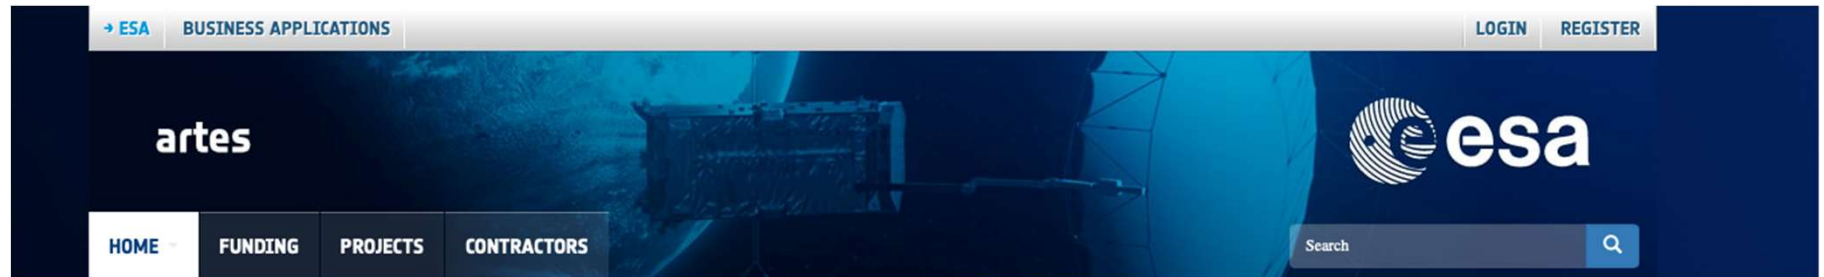 → ESA BUSINESS APPLICATIONS LOGIN REGISTER
artes
esa
HOME FUNDING PROJECTS CONTRACTORS Search